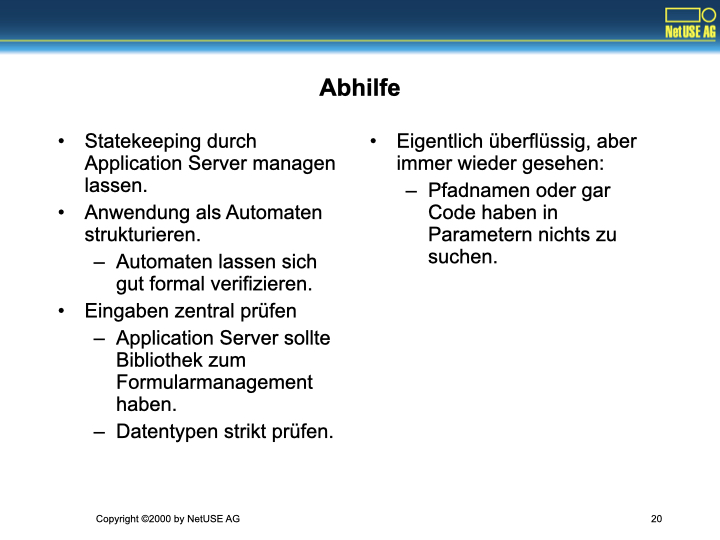 NetUSE AG
Abhilfe
• Statekeeping durch
Application Server managen
lassen.
• Anwendung als Automaten
strukturieren.
– Automaten lassen sich
gut formal verifizieren.
• Eingaben zentral prüfen
– Application Server sollte
Bibliothek zum
Formularmanagement
haben.
– Datentypen strikt prüfen.
• Eigentlich überflüssig, aber
immer wieder gesehen:
– Pfadnamen oder gar
Code haben in
Parametern nichts zu
suchen.
Copyright ©2000 by NetUSE AG
20